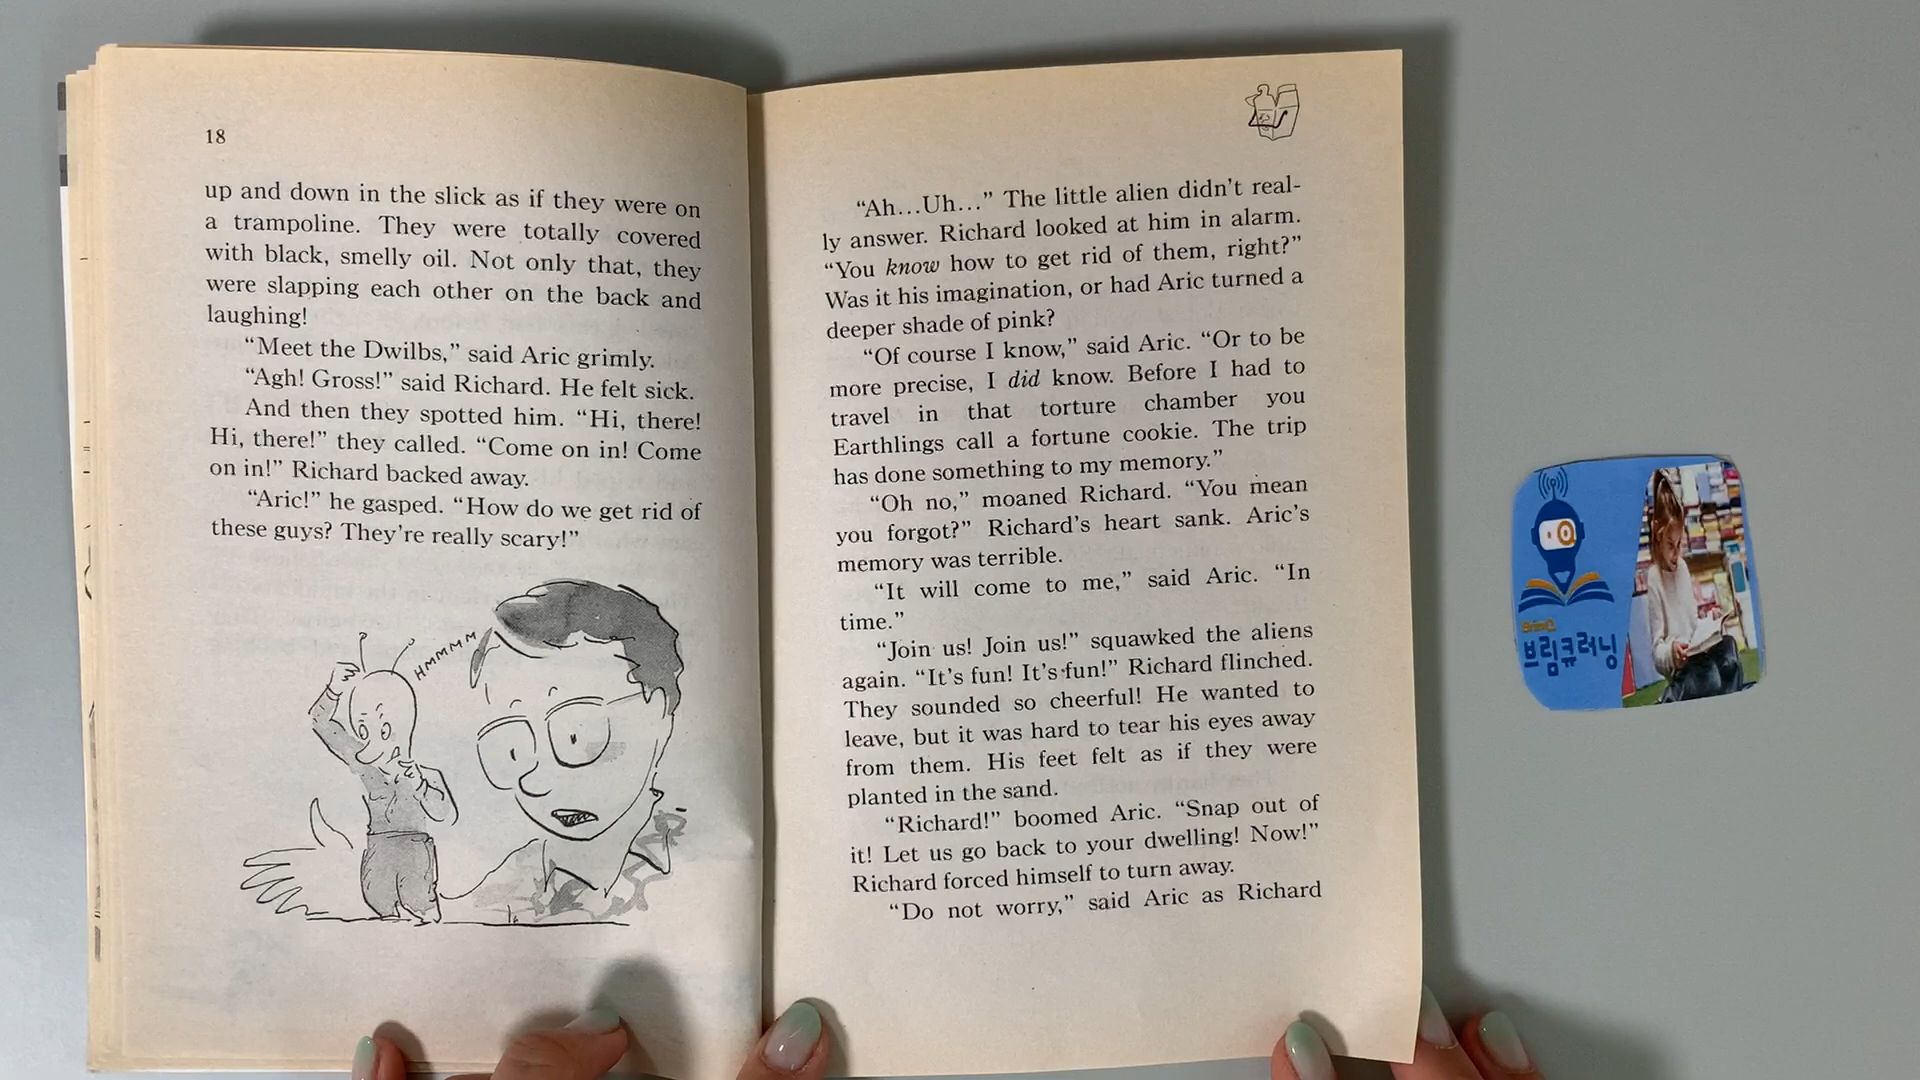 18
up and down in the slick as if they were on
a trampoline. They were totally covered
with black, smelly oil. Not only that, they
were slapping each other on the back and
laughing!
“Meet the Dwilbs,” said Aric grimly.
“Agh! Gross!” said Richard. He felt sick.
And then they spotted him. “Hi, there!
Hi, there!” they called. “Come on in! Come
on in!” Richard backed away.
“Aric!” he gasped. “How do we get rid of
these guys? They’re really scary!”
HMMMM
“Ah…Uh…” The little alien didn’t real-
ly answer. Richard looked at him in alarm.
“You know how to get rid of them, right?”
Was it his imagination, or had Aric turned a
deeper shade of pink?
“Of course I know,” said Aric. “Or to be
more precise, I did know. Before I had to
travel in that torture chamber you
Earthlings call a fortune cookie. The trip
has done something to my memory.”
“Oh no,” moaned Richard. “You mean
you forgot?” Richard’s heart sank. Aric’s
memory was terrible.
“It will come to me,” said Aric. “In
time.”
“Join us! Join us!” squawked the aliens
again. “It’s fun! It’s fun!” Richard flinched.
They sounded so cheerful! He wanted to
leave, but it was hard to tear his eyes away
from them. His feet felt as if they were
planted in the sand.
“Richard!” boomed Aric. “Snap out of
it! Let us go back to your dwelling! Now!”
Richard forced himself to turn away.
“Do not worry,” said Aric as Richard
브림큐러닝